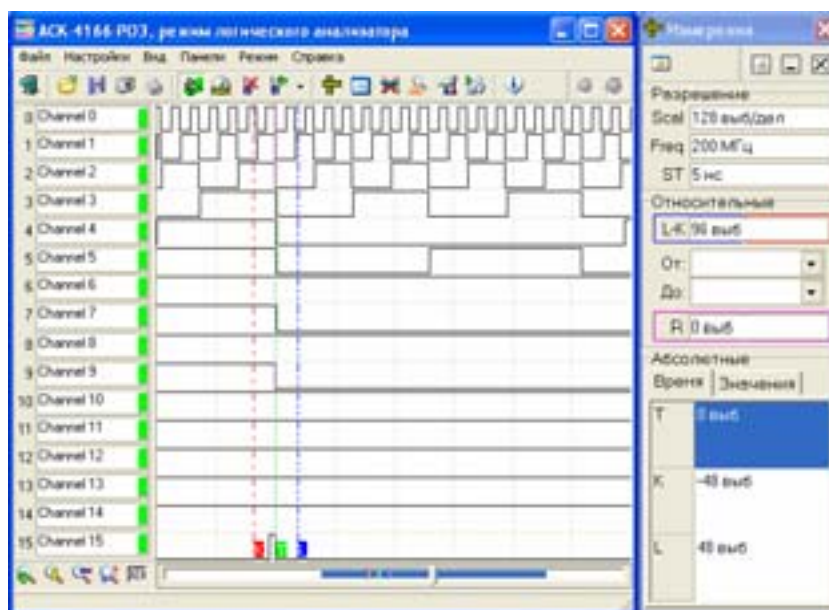 АСК-4166 РОЗ, режим логического анализатора
Файл Настройки Вид Панели Режим Справка
0 Channel 0
1 Channel 1
2 Channel 2
3 Channel 3
4 Channel 4
5 Channel 5
6 Channel 6
7 Channel 7
8 Channel 8
9 Channel 9
10 Channel 10
11 Channel 11
12 Channel 12
13 Channel 13
14 Channel 14
15 Channel 15
Измерения
Разрешение
Scal 128 выб/дел
Freq 200 МГц
ST 5 нс
Относительные
L-K 96 выб
От:
До:
R 0 выб
Абсолютные
Время Значения
T 0 выб
K -48 выб
L 48 выб